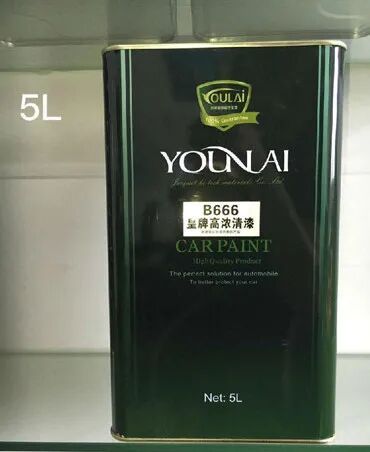 5L
YOULAI
100% Guarantee
YOUNLAI
B666
皇牌高浓清漆
CAR PAINT
High Quality Product
The perfect solution for automobile
To better protect your car
Net: 5L